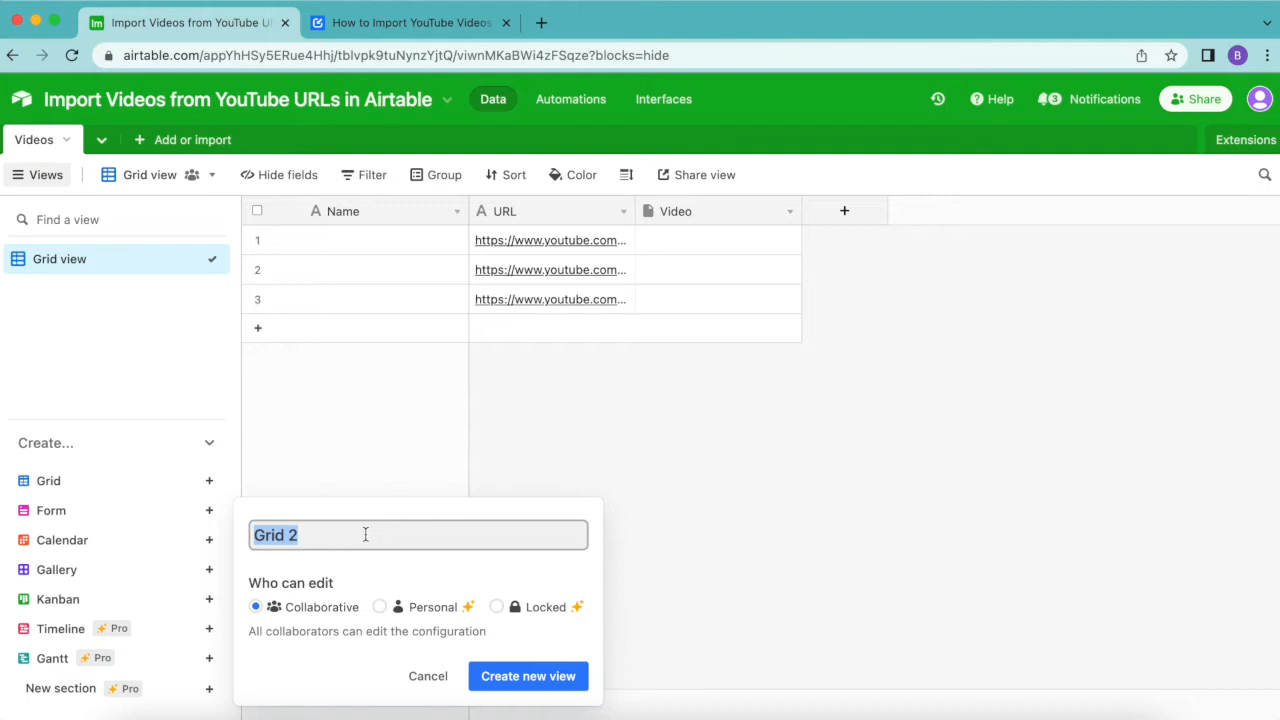 Import Videos from YouTube U
How to Import YouTube Videos
airtable.com/appYhHSy5ERue4Hhj/tblvpk9tuNynzYjtQ/viwnMKaBWi4zFSqze?blocks=hide
B
Import Videos from YouTube URLs in Airtable
Data
Automations
Interfaces
Help
3
Notifications
Share
Videos
Add or import
Extensions
Views
Grid view
Hide fields
Filter
Group
Sort
Color
Share view
Find a view
Grid view
Name
URL
Video
1
https://www.youtube.com...
2
https://www.youtube.com...
3
https://www.youtube.com...
Create...
Grid
Form
Calendar
Gallery
Kanban
Timeline
Pro
Gantt
Pro
New section
Pro
Grid 2
Who can edit
Collaborative
Personal
Locked
All collaborators can edit the configuration
Cancel
Create new view